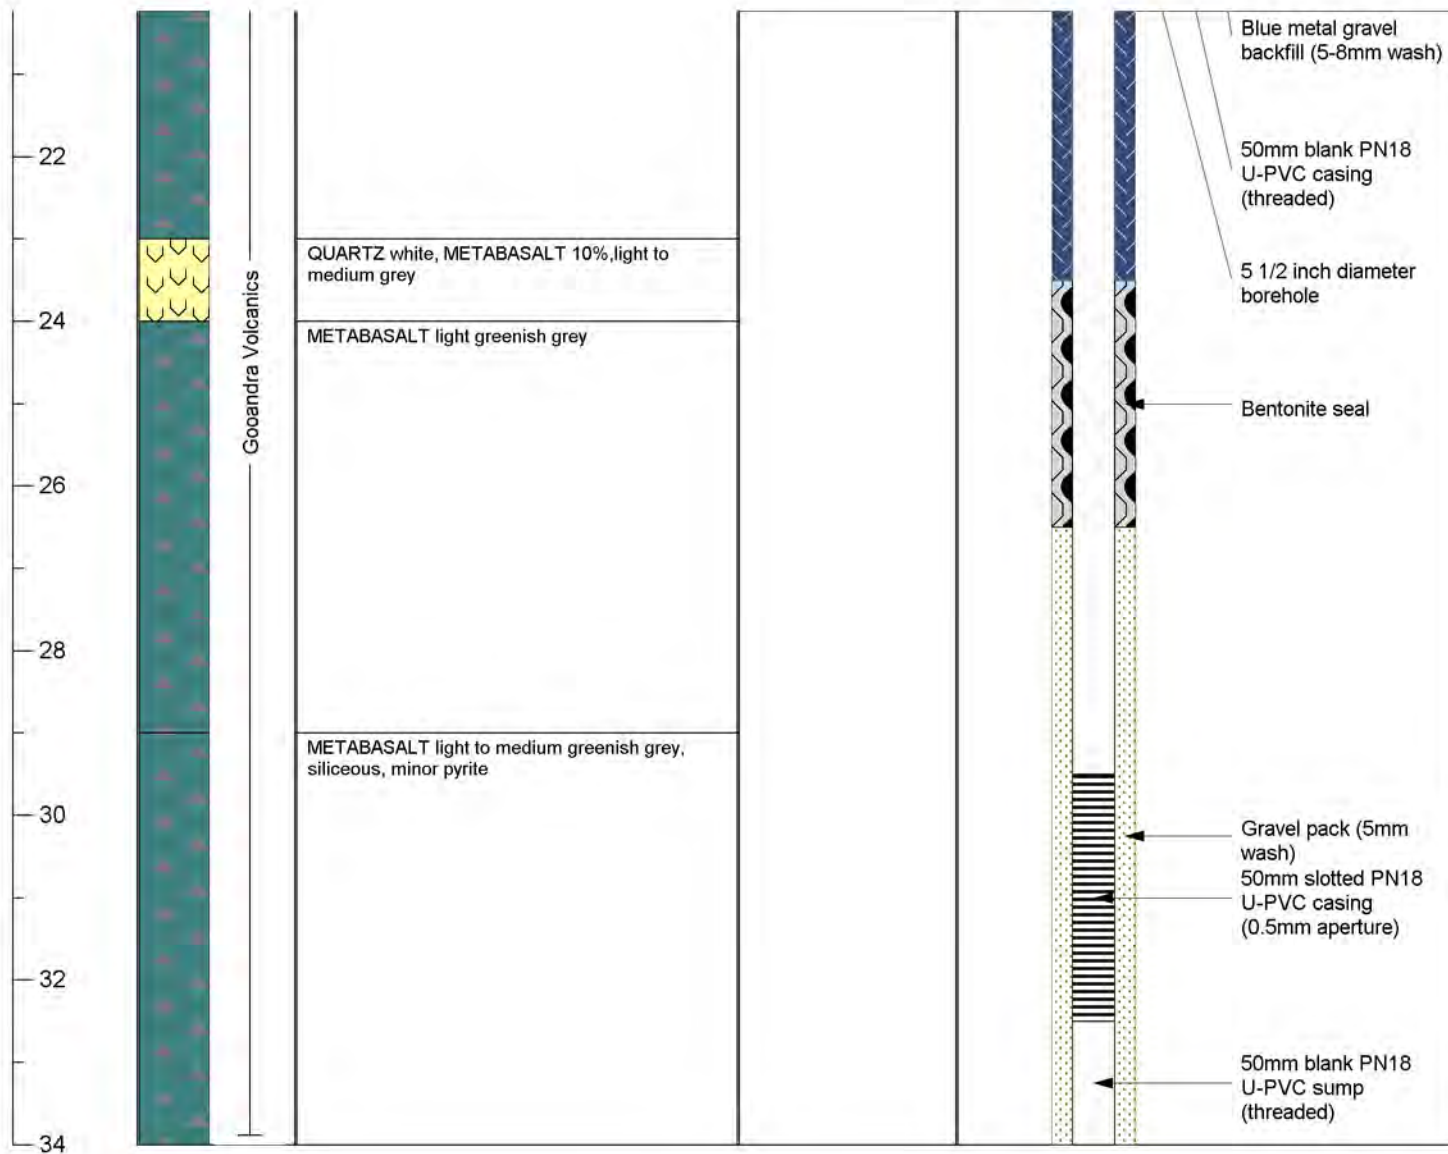 22
24
26
28
30
32
34
Gooandra Volcanics
QUARTZ white, METABASALT 10%,light to
medium grey
METABASALT light greenish grey
METABASALT light to medium greenish grey,
siliceous, minor pyrite
Blue metal gravel
backfill (5-8mm wash)
50mm blank PN18
U-PVC casing
(threaded)
5 1/2 inch diameter
borehole
Bentonite seal
Gravel pack (5mm
wash)
50mm slotted PN18
U-PVC casing
(0.5mm aperture)
50mm blank PN18
U-PVC sump
(threaded)